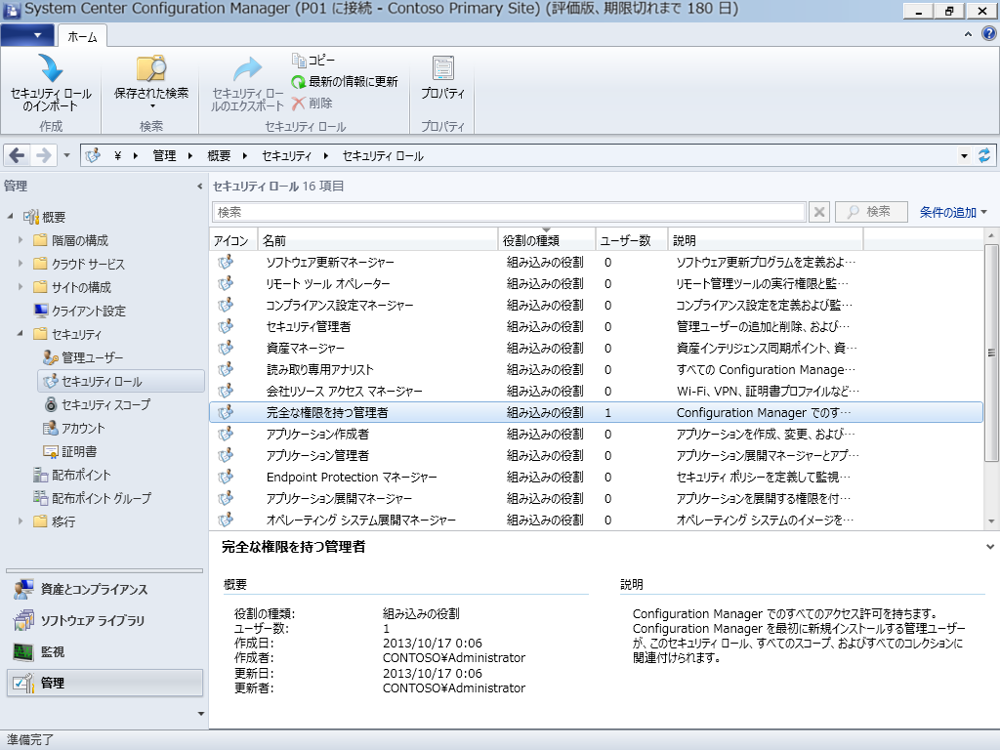 System Center Configuration Manager (P01 に接続 - Contoso Primary Site) (評価版、期限切れまで 180 日)
ホーム
セキュリティ ロールのインポート
保存された検索
セキュリティ ロールのエクスポート
コピー
最新の情報に更新
削除
プロパティ
作成
検索
セキュリティ ロール
プロパティ
¥ 管理 概要 セキュリティ セキュリティ ロール
管理
概要
階層の構成
クラウド サービス
サイトの構成
クライアント設定
セキュリティ
管理ユーザー
セキュリティ ロール
セキュリティ スコープ
アカウント
証明書
配布ポイント
配布ポイント グループ
移行
資産とコンプライアンス
ソフトウェア ライブラリ
監視
管理
セキュリティ ロール 16 項目
検索
検索
条件の追加
アイコン 名前 役割の種類 ユーザー数 説明
ソフトウェア更新マネージャー 組み込みの役割 0 ソフトウェア更新プログラムを定義およ…
リモート ツール オペレーター 組み込みの役割 0 リモート管理ツールの実行権限と監…
コンプライアンス設定マネージャー 組み込みの役割 0 コンプライアンス設定を定義および監…
セキュリティ管理者 組み込みの役割 0 管理ユーザーの追加と削除、および…
資産マネージャー 組み込みの役割 0 資産インテリジェンス同期ポイント、資…
読み取り専用アナリスト 組み込みの役割 0 すべての Configuration Manage…
会社リソース アクセス マネージャー 組み込みの役割 0 Wi-Fi、VPN、証明書プロファイルなど…
完全な権限を持つ管理者 組み込みの役割 1 Configuration Manager でのす…
アプリケーション作成者 組み込みの役割 0 アプリケーションを作成、変更、および…
アプリケーション管理者 組み込みの役割 0 アプリケーション展開マネージャーとアプ…
Endpoint Protection マネージャー 組み込みの役割 0 セキュリティ ポリシーを定義して監視…
アプリケーション展開マネージャー 組み込みの役割 0 アプリケーションを展開する権限を付…
オペレーティング システム展開マネージャー 組み込みの役割 0 オペレーティング システムのイメージを…
完全な権限を持つ管理者
概要
役割の種類: 組み込みの役割
ユーザー数: 1
作成日: 2013/10/17 0:06
作成者: CONTOSO¥Administrator
更新日: 2013/10/17 0:06
更新者: CONTOSO¥Administrator
説明
Configuration Manager でのすべてのアクセス許可を持ちます。
Configuration Manager を最初に新規インストールする管理ユーザー
が、このセキュリティ ロール、すべてのスコープ、およびすべてのコレクションに
関連付けられます。
準備完了